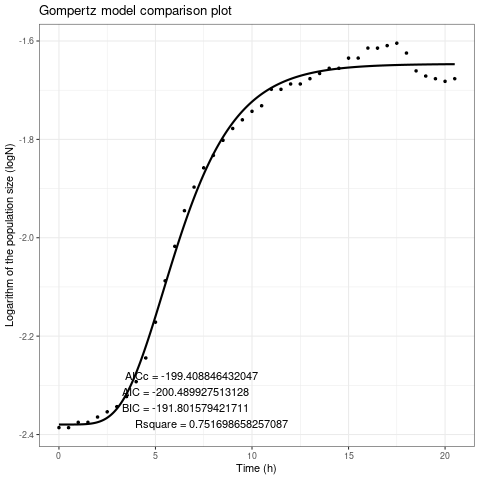 Gompertz model comparison plot
-1.6
-1.8
-2.0
-2.2
-2.4
Logarithm of the population size (logN)
AICc = -199.408846432047
AIC = -200.489927513128
BIC = -191.801579421711
Rsquare = 0.751698658257087
0
5
10
15
20
Time (h)